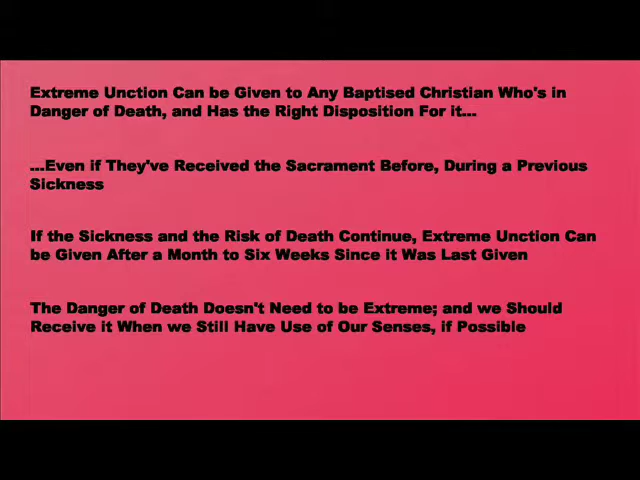 Extreme Unction Can be Given to Any Baptised Christian Who's in
Danger of Death, and Has the Right Disposition For it...
...Even if They've Received the Sacrament Before, During a Previous
Sickness
If the Sickness and the Risk of Death Continue, Extreme Unction Can
be Given After a Month to Six Weeks Since it Was Last Given
The Danger of Death Doesn't Need to be Extreme; and we Should
Receive it When we Still Have Use of Our Senses, if Possible